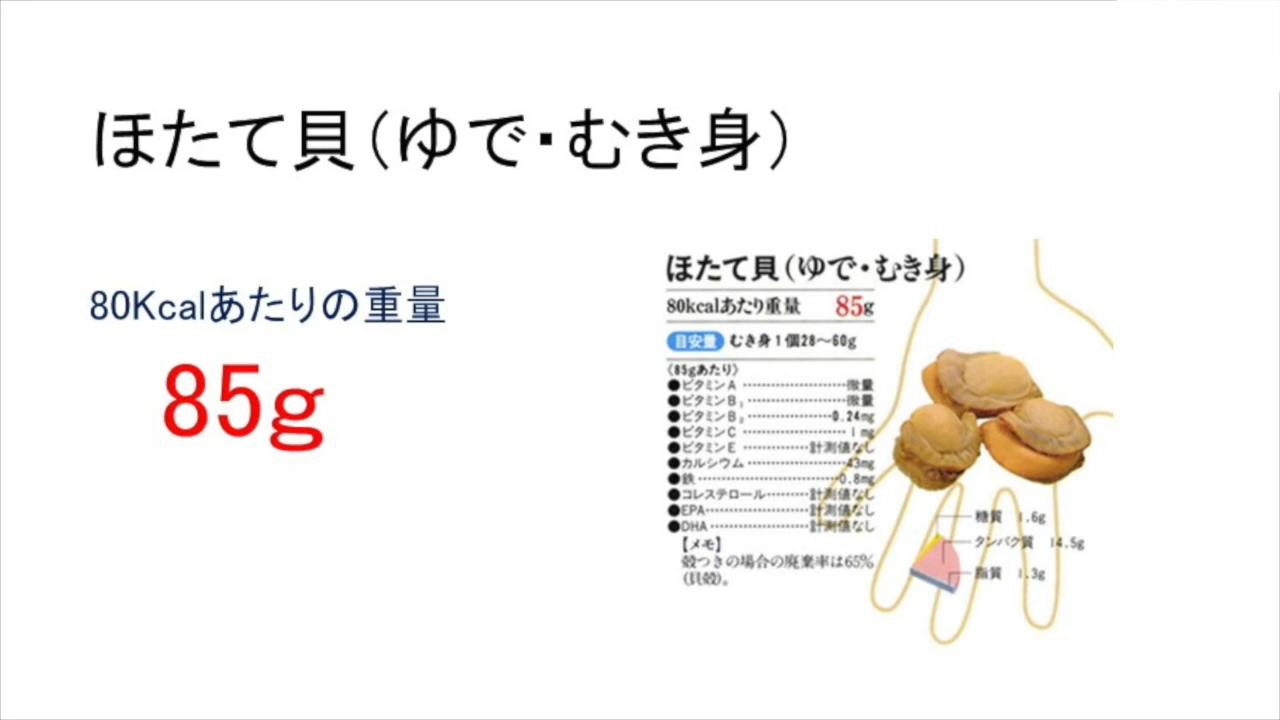 ほたて貝（ゆで・むき身）
80Kcalあたりの重量
85g
ほたて貝（ゆで・むき身）
80kcalあたり重量 85g
目安量 むき身1個28〜60g
〈85gあたり〉
●ビタミンA ……………………微量
●ビタミンB₁ ……………………微量
●ビタミンB₂ ………………0.24mg
●ビタミンC ……………………1mg
●ビタミンE ……………計測値なし
●カルシウム …………………43mg
●鉄 ……………………………0.8mg
●コレステロール………計測値なし
●EPA……………………計測値なし
●DHA……………………計測値なし
【メモ】
殻つきの場合の廃棄率は65%
(貝殻)。
糖質 1.6g
タンパク質 14.5g
脂質 1.3g